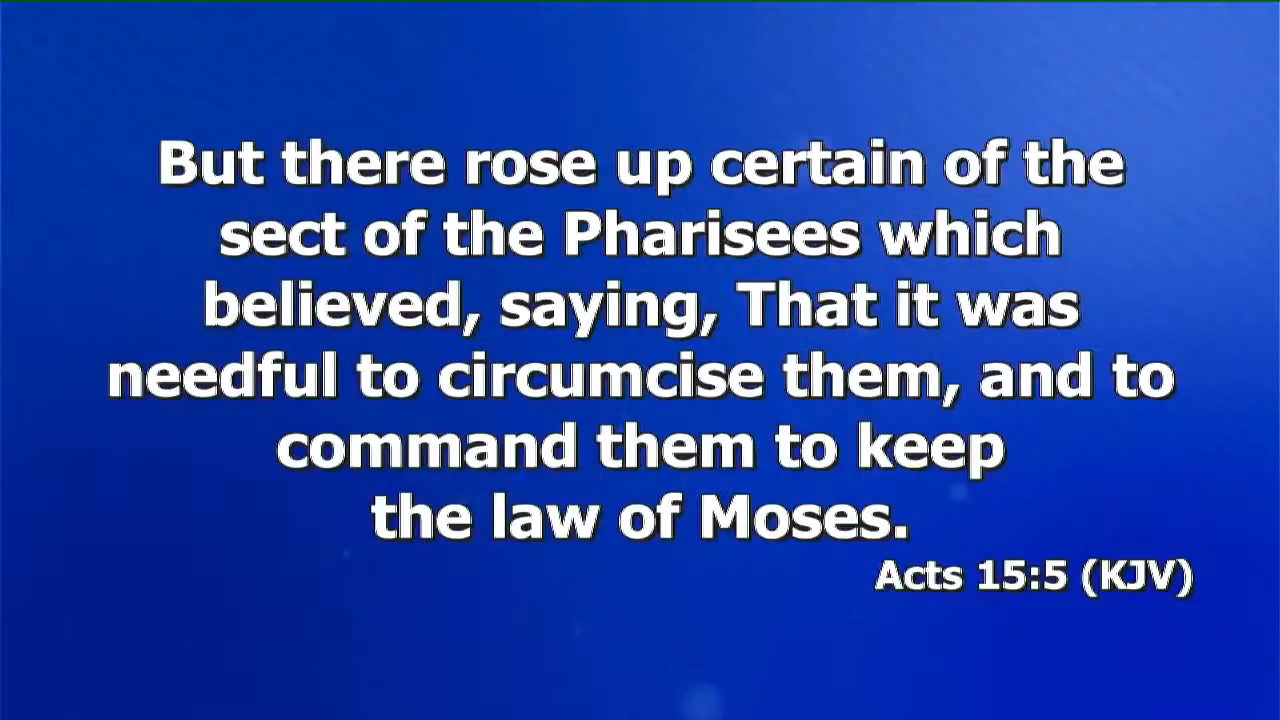 But there rose up certain of the
sect of the Pharisees which
believed, saying, That it was
needful to circumcise them, and to
command them to keep
the law of Moses.
Acts 15:5 (KJV)